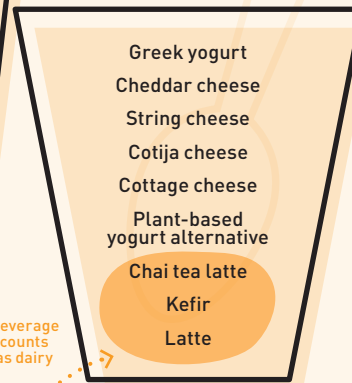 Greek yogurt
Cheddar cheese
String cheese
Cotija cheese
Cottage cheese
Plant-based
yogurt alternative
Chai tea latte
Kefir
Latte
everage
counts
as dairy